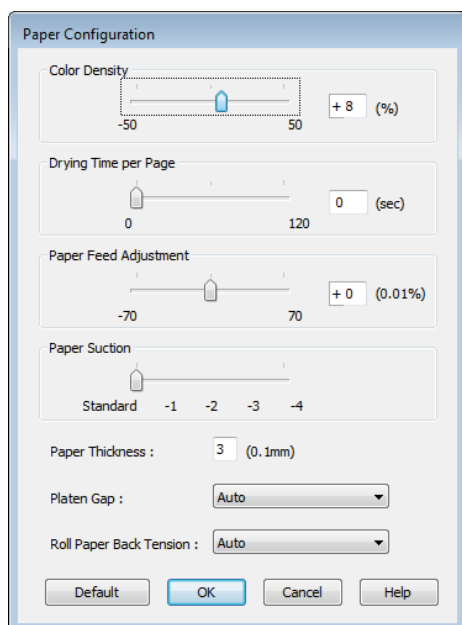 Paper Configuration
Color Density
+ 8 (%)
-50 50
Drying Time per Page
0 (sec)
0 120
Paper Feed Adjustment
+ 0 (0.01%)
-70 70
Paper Suction
Standard -1 -2 -3 -4
Paper Thickness : 3 (0.1mm)
Platen Gap : Auto
Roll Paper Back Tension : Auto
Default OK Cancel Help